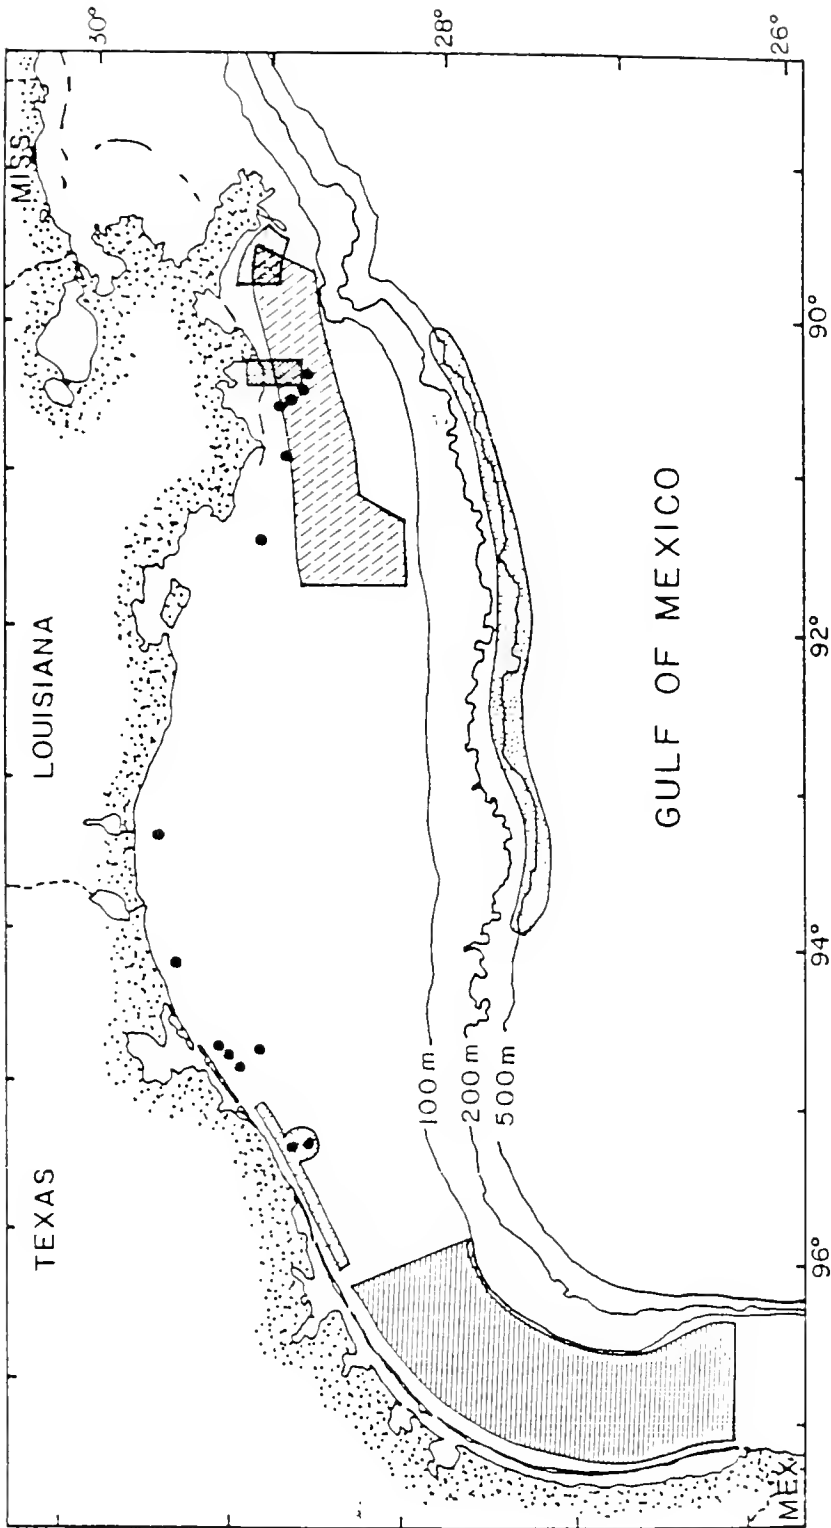 TEXAS
LOUISIANA
MISS.
30°
28°
26°
90°
92°
94°
96°
100 m
200 m
500 m
GULF OF MEXICO
MEX